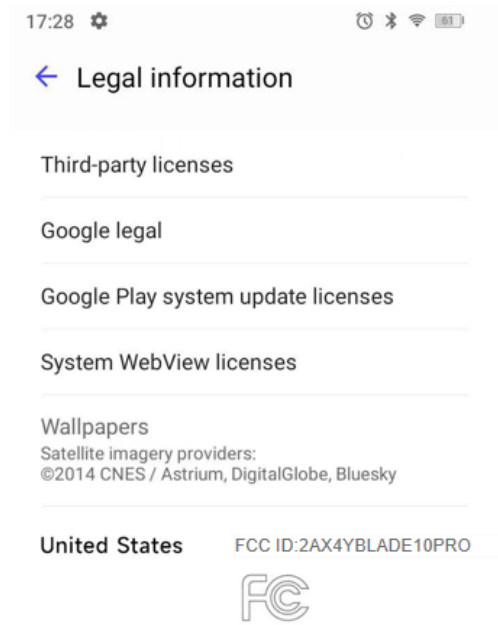 17:28
61
Legal information
Third-party licenses
Google legal
Google Play system update licenses
System WebView licenses
Wallpapers
Satellite imagery providers:
©2014 CNES / Astrium, DigitalGlobe, Bluesky
United States FCC ID:2AX4YBLADE10PRO
FC